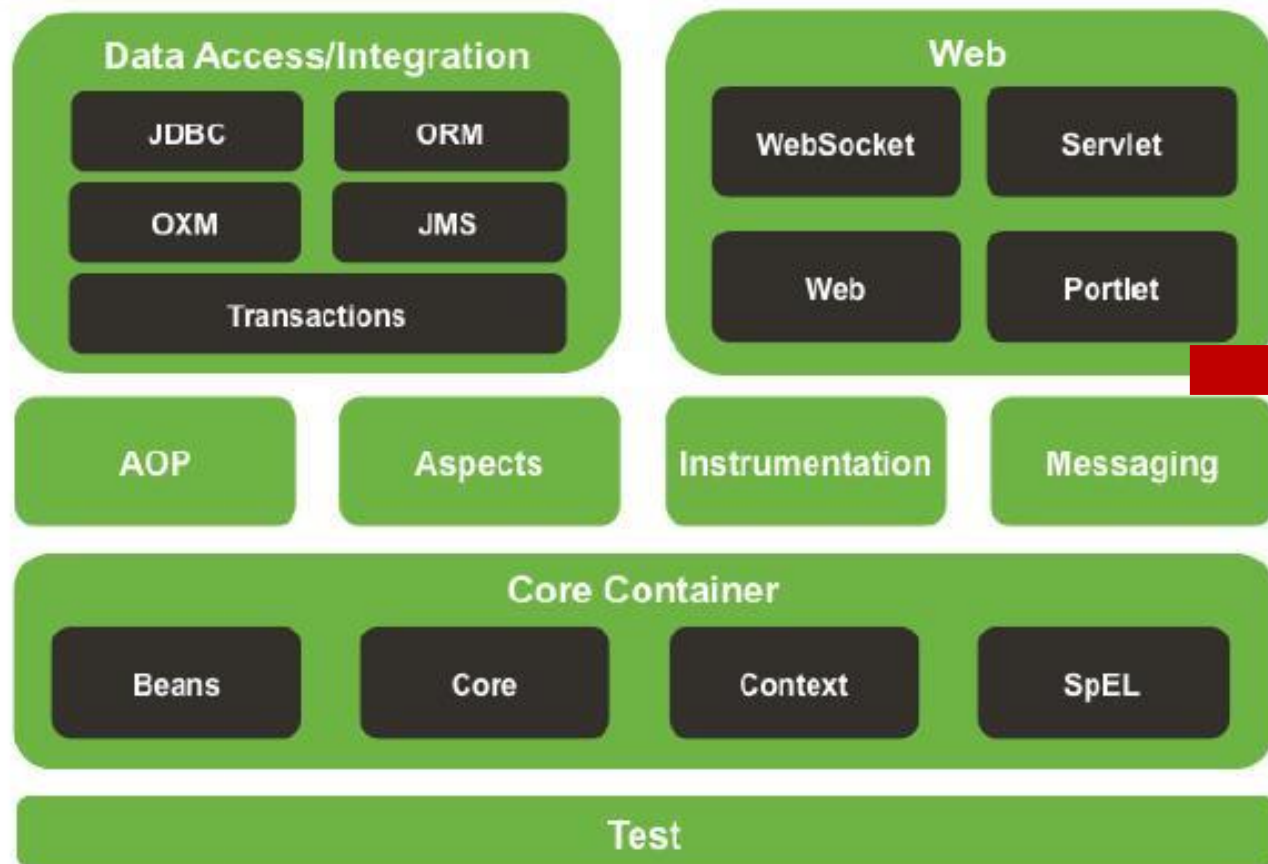 Data Access/Integration
JDBC
ORM
OXM
JMS
Transactions
Web
WebSocket
Servlet
Web
Portlet
AOP
Aspects
Instrumentation
Messaging
Core Container
Beans
Core
Context
SpEL
Test